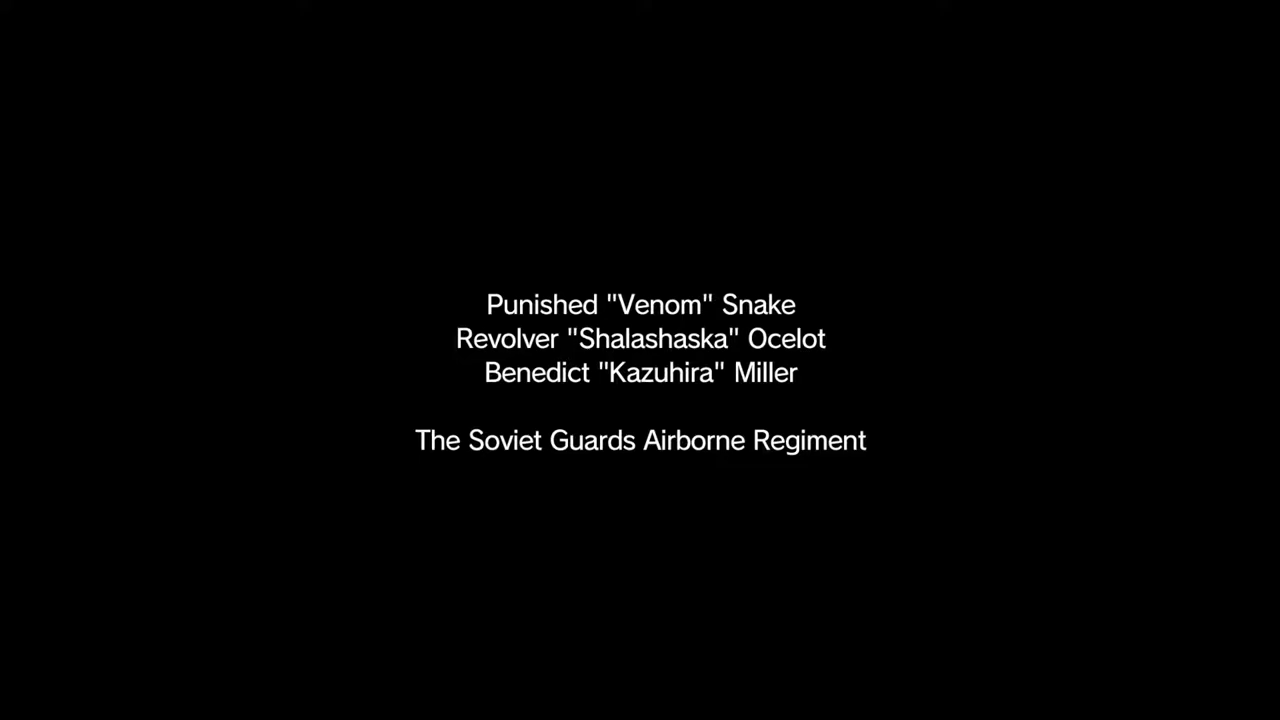 Punished "Venom" Snake
Revolver "Shalashaska" Ocelot
Benedict "Kazuhira" Miller
The Soviet Guards Airborne Regiment